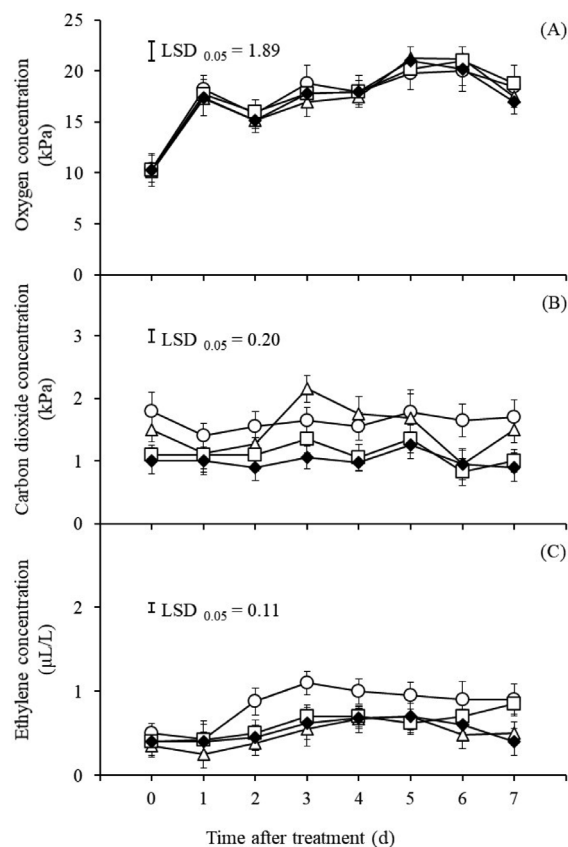 (A)
LSD 0.05 = 1.89
Oxygen concentration
(kPa)
25
20
15
10
5
0
(B)
LSD 0.05 = 0.20
Carbon dioxide concentration
(kPa)
3
2
1
0
(C)
LSD 0.05 = 0.11
Ethylene concentration
(µL/L)
2
1
0
0 1 2 3 4 5 6 7
Time after treatment (d)